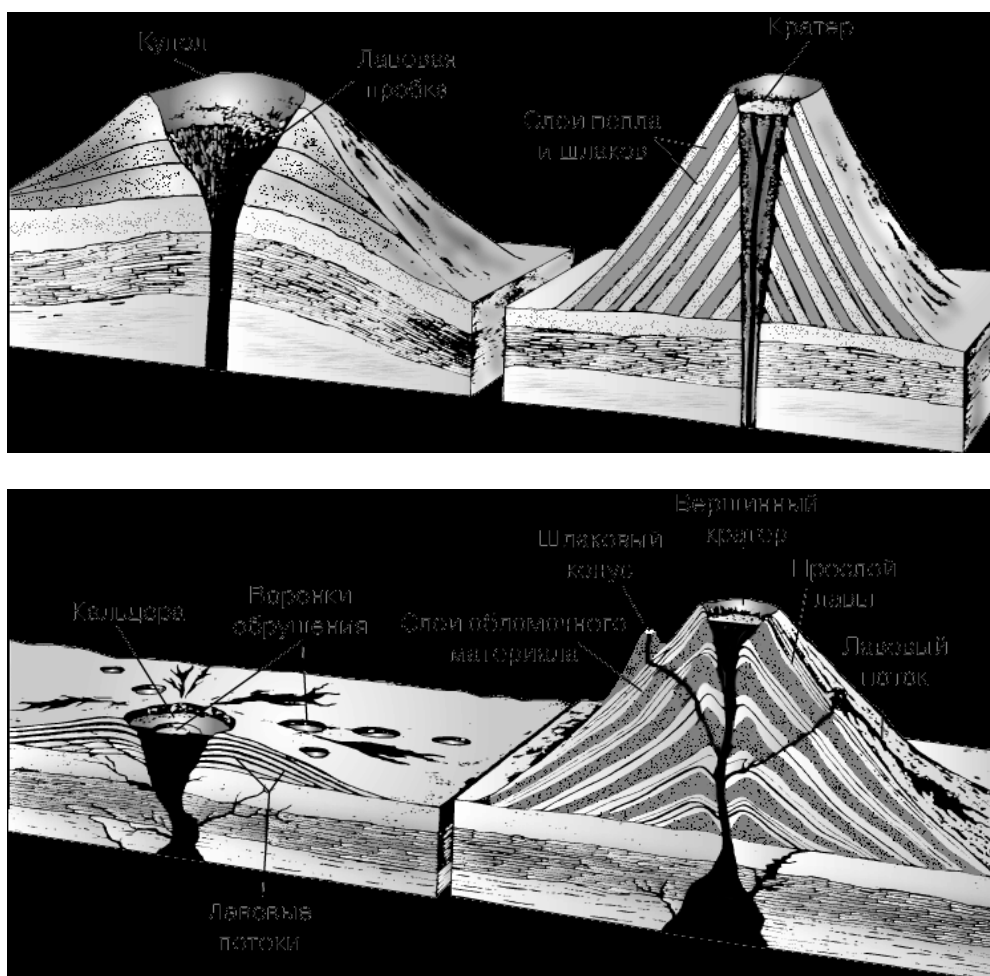 Купол
Лавовая
пробка
Кратер
Слои пепла
и шлаков
Кальдера
Воронки
обрушения
Лавовые
потоки
Шлаковый
конус
Слои обломочного
материала
Вершинный
кратер
Прослой
лавы
Лавовый
поток